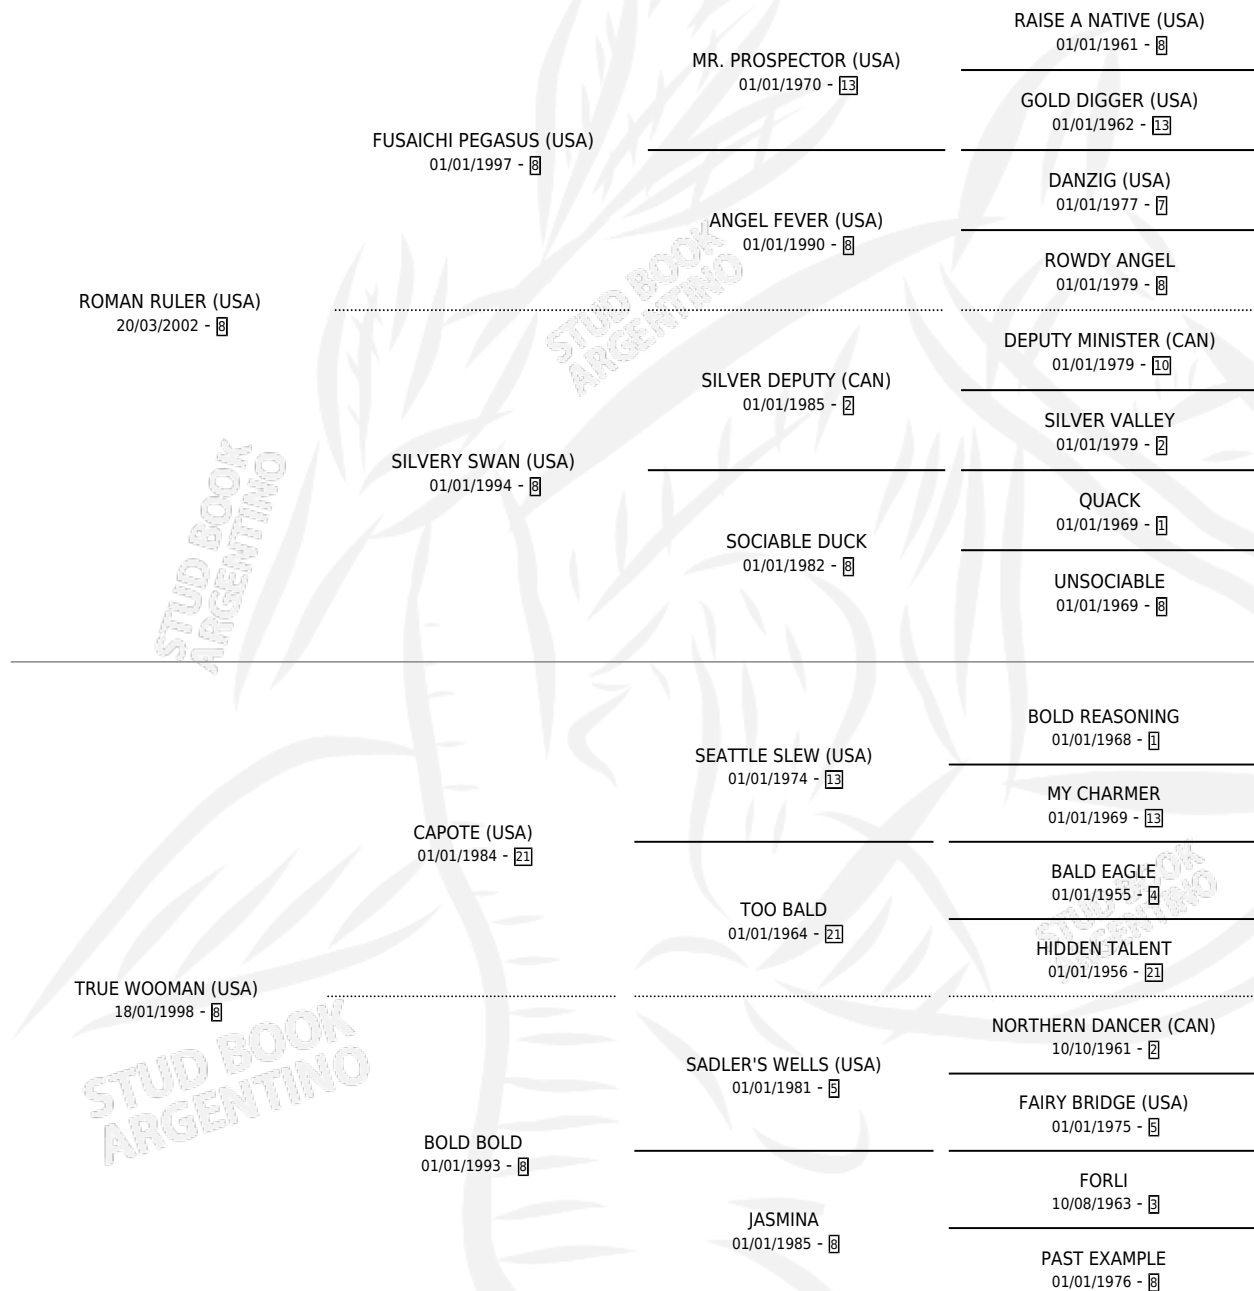 RAISE A NATIVE (USA)
01/01/1961 - 8
MR. PROSPECTOR (USA)
01/01/1970 - 13
GOLD DIGGER (USA)
01/01/1962 - 13
FUSAICHI PEGASUS (USA)
01/01/1997 - 8
DANZIG (USA)
01/01/1977 - 7
ANGEL FEVER (USA)
01/01/1990 - 8
ROWDY ANGEL
01/01/1979 - 8
ROMAN RULER (USA)
20/03/2002 - 8
STUD BOOK
ARGENTINO
DEPUTY MINISTER (CAN)
01/01/1979 - 10
SILVER DEPUTY (CAN)
01/01/1985 - 2
SILVER VALLEY
01/01/1979 - 2
SILVERY SWAN (USA)
01/01/1994 - 8
QUACK
01/01/1969 - 1
SOCIABLE DUCK
01/01/1982 - 8
UNSOCIABLE
01/01/1969 - 8
STUD BOOK
ARGENTINO
BOLD REASONING
01/01/1968 - 1
SEATTLE SLEW (USA)
01/01/1974 - 13
MY CHARMER
01/01/1969 - 13
CAPOTE (USA)
01/01/1984 - 21
BALD EAGLE
01/01/1955 - 4
TOO BALD
01/01/1964 - 21
STUD BOOK
ARGENTINO
HIDDEN TALENT
01/01/1956 - 21
TRUE WOOMAN (USA)
18/01/1998 - 8
STUD BOOK
ARGENTINO
NORTHERN DANCER (CAN)
10/10/1961 - 2
SADLER'S WELLS (USA)
01/01/1981 - 5
FAIRY BRIDGE (USA)
01/01/1975 - 5
BOLD BOLD
01/01/1993 - 8
FORLI
10/08/1963 - 3
JASMINA
01/01/1985 - 8
PAST EXAMPLE
01/01/1976 - 8